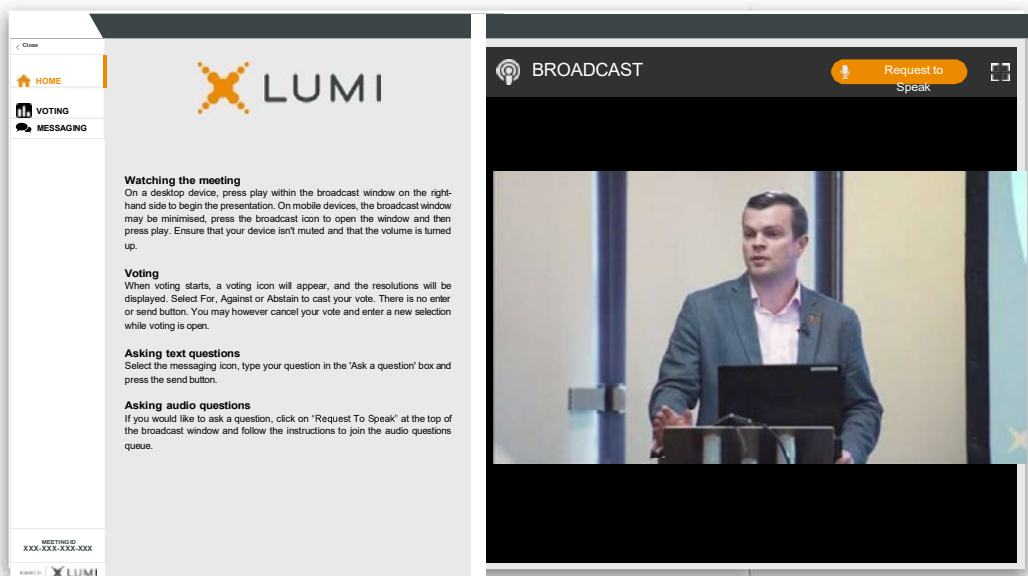 Close
HOME
VOTING
MESSAGING
LUMI
Watching the meeting
On a desktop device, press play within the broadcast window on the right-
hand side to begin the presentation. On mobile devices, the broadcast window
may be minimised, press the broadcast icon to open the window and then
press play. Ensure that your device isn't muted and that the volume is turned
up.
Voting
When voting starts, a voting icon will appear, and the resolutions will be
displayed. Select For, Against or Abstain to cast your vote. There is no enter
or send button. You may however cancel your vote and enter a new selection
while voting is open.
Asking text questions
Select the messaging icon, type your question in the 'Ask a question' box and
press the send button.
Asking audio questions
If you would like to ask a question, click on “Request To Speak” at the top of
the broadcast window and follow the instructions to join the audio questions
queue.
MEETING ID
XXX-XXX-XXX-XXX
LUMI
BROADCAST
Request to
Speak